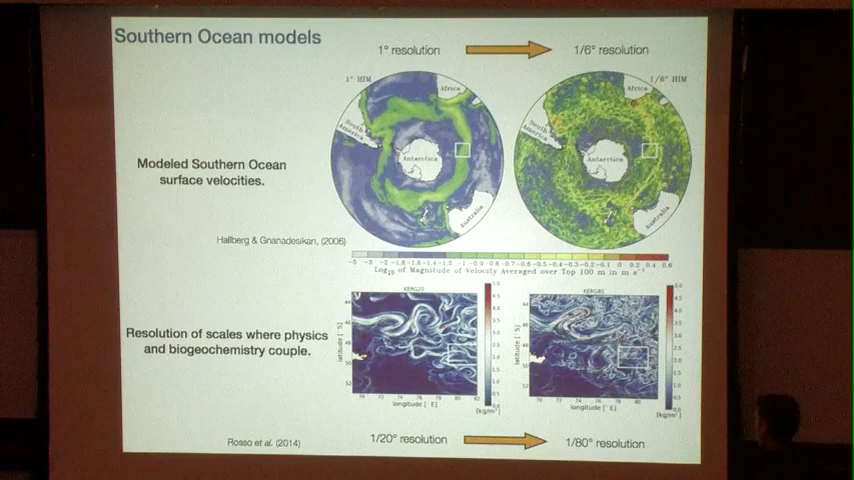 Southern Ocean models
1° resolution
1/6° resolution
1° HIM
Africa
South America
Antarctica
Australia
1/6° HIM
Africa
South America
Antarctica
Australia
Modeled Southern Ocean
surface velocities.
Hallberg & Gnanadesikan, (2006)
Log10 of Magnitude of Velocity Averaged over Top 100 m in m s⁻¹
KERG20
KERG80
Resolution of scales where physics
and biogeochemistry couple.
latitude [°S]
longitude [°E]
[kg/m³]
latitude [°S]
longitude [°E]
[kg/m³]
Rosso et al. (2014)
1/20° resolution
1/80° resolution